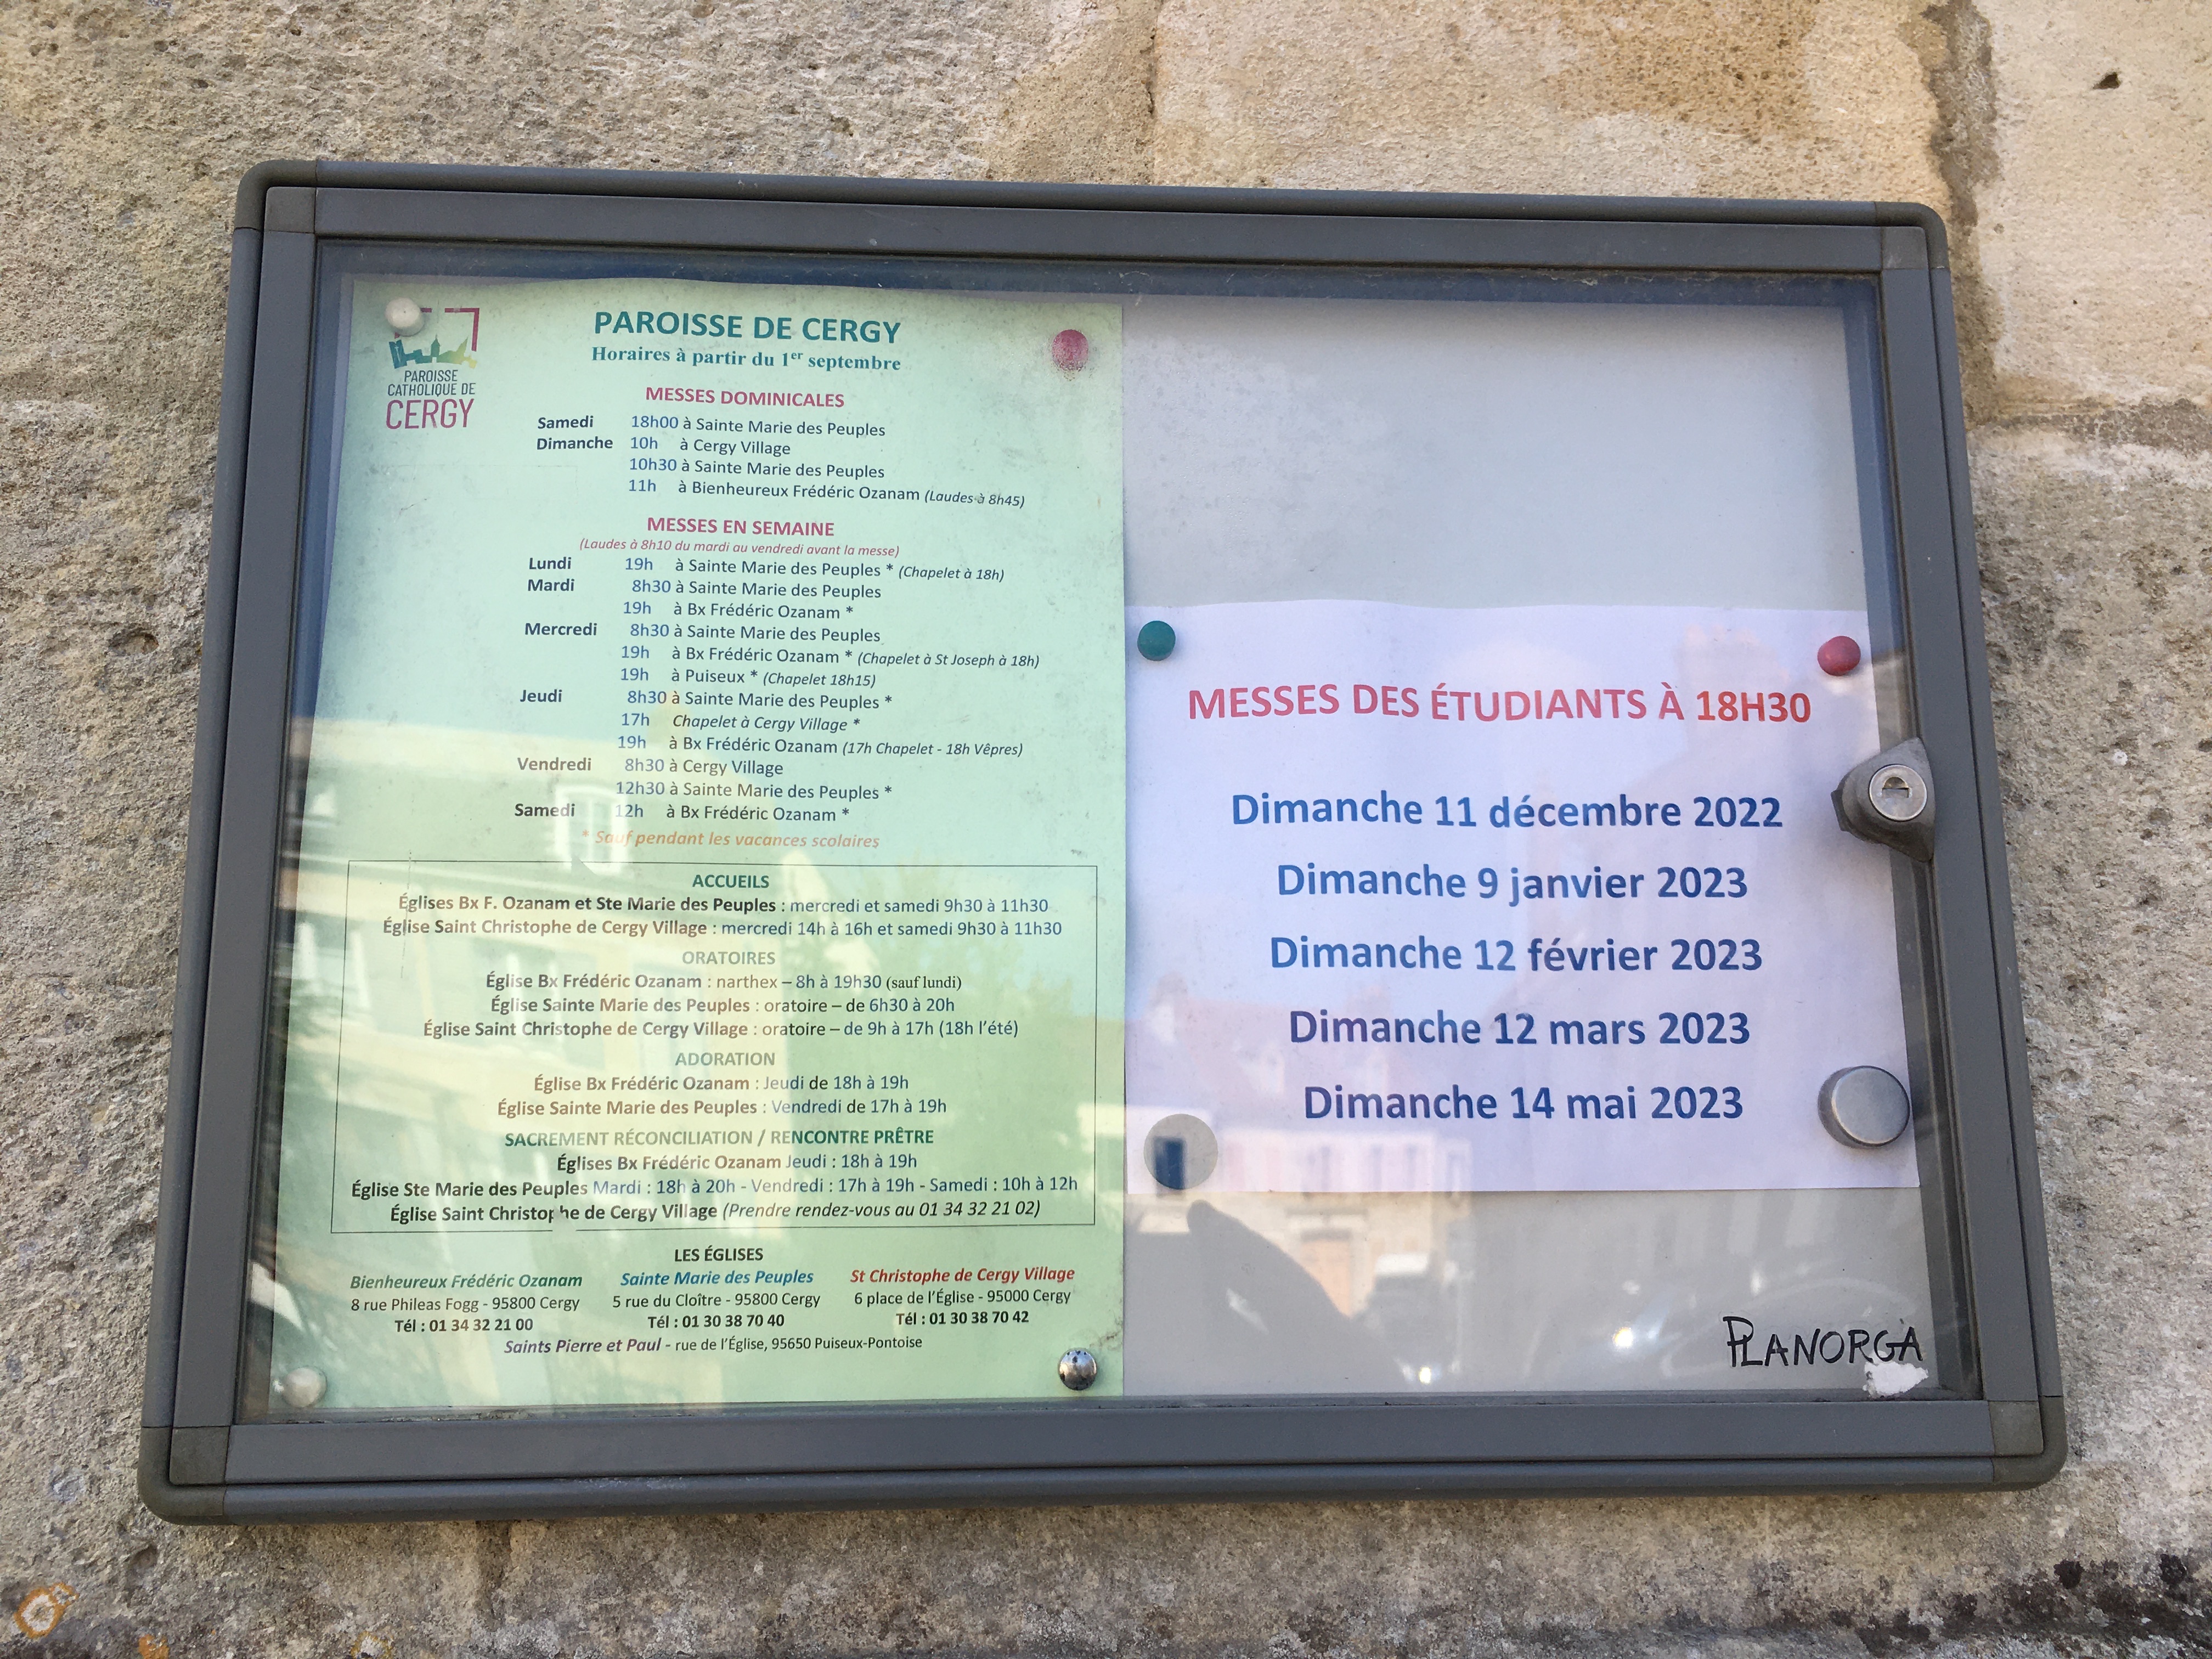 PAROISSE
CATHOLIQUE DE
CERGY
PAROISSE DE CERGY
Horaires à partir du 1er septembre
MESSES DOMINICALES
Samedi 18h00 à Sainte Marie des Peuples
Dimanche 10h à Cergy Village
10h30 à Sainte Marie des Peuples
11h à Bienheureux Frédéric Ozanam (Laudes à 8h45)
MESSES EN SEMAINE
(Laudes à 8h10 du mardi au vendredi avant la messe)
Lundi 19h à Sainte Marie des Peuples * (Chapelet à 18h)
Mardi 8h30 à Sainte Marie des Peuples
19h à Bx Frédéric Ozanam *
Mercredi 8h30 à Sainte Marie des Peuples
19h à Bx Frédéric Ozanam * (Chapelet à St Joseph à 18h)
19h à Puiseux * (Chapelet 18h15)
Jeudi 8h30 à Sainte Marie des Peuples *
17h Chapelet à Cergy Village *
19h à Bx Frédéric Ozanam (17h Chapelet - 18h Vêpres)
Vendredi 8h30 à Cergy Village
12h30 à Sainte Marie des Peuples *
Samedi 12h à Bx Frédéric Ozanam *
* Sauf pendant les vacances scolaires
ACCUEILS
Églises Bx F. Ozanam et Ste Marie des Peuples : mercredi et samedi 9h30 à 11h30
Église Saint Christophe de Cergy Village : mercredi 14h à 16h et samedi 9h30 à 11h30
ORATOIRES
Église Bx Frédéric Ozanam : narthex – 8h à 19h30 (sauf lundi)
Église Sainte Marie des Peuples : oratoire – de 6h30 à 20h
Église Saint Christophe de Cergy Village : oratoire – de 9h à 17h (18h l'été)
ADORATION
Église Bx Frédéric Ozanam : Jeudi de 18h à 19h
Église Sainte Marie des Peuples : Vendredi de 17h à 19h
SACREMENT RÉCONCILIATION / RENCONTRE PRÊTRE
Églises Bx Frédéric Ozanam Jeudi : 18h à 19h
Église Ste Marie des Peuples Mardi : 18h à 20h - Vendredi : 17h à 19h - Samedi : 10h à 12h
Église Saint Christophe de Cergy Village (Prendre rendez-vous au 01 34 32 21 02)
LES ÉGLISES
Bienheureux Frédéric Ozanam
8 rue Phileas Fogg - 95800 Cergy
Tél : 01 34 32 21 00
Sainte Marie des Peuples
5 rue du Cloître - 95800 Cergy
Tél : 01 30 38 70 40
St Christophe de Cergy Village
6 place de l'Église - 95000 Cergy
Tél : 01 30 38 70 42
Saints Pierre et Paul - rue de l'Église, 95650 Puiseux-Pontoise
MESSES DES ÉTUDIANTS À 18H30
Dimanche 11 décembre 2022
Dimanche 9 janvier 2023
Dimanche 12 février 2023
Dimanche 12 mars 2023
Dimanche 14 mai 2023
PLANORGA